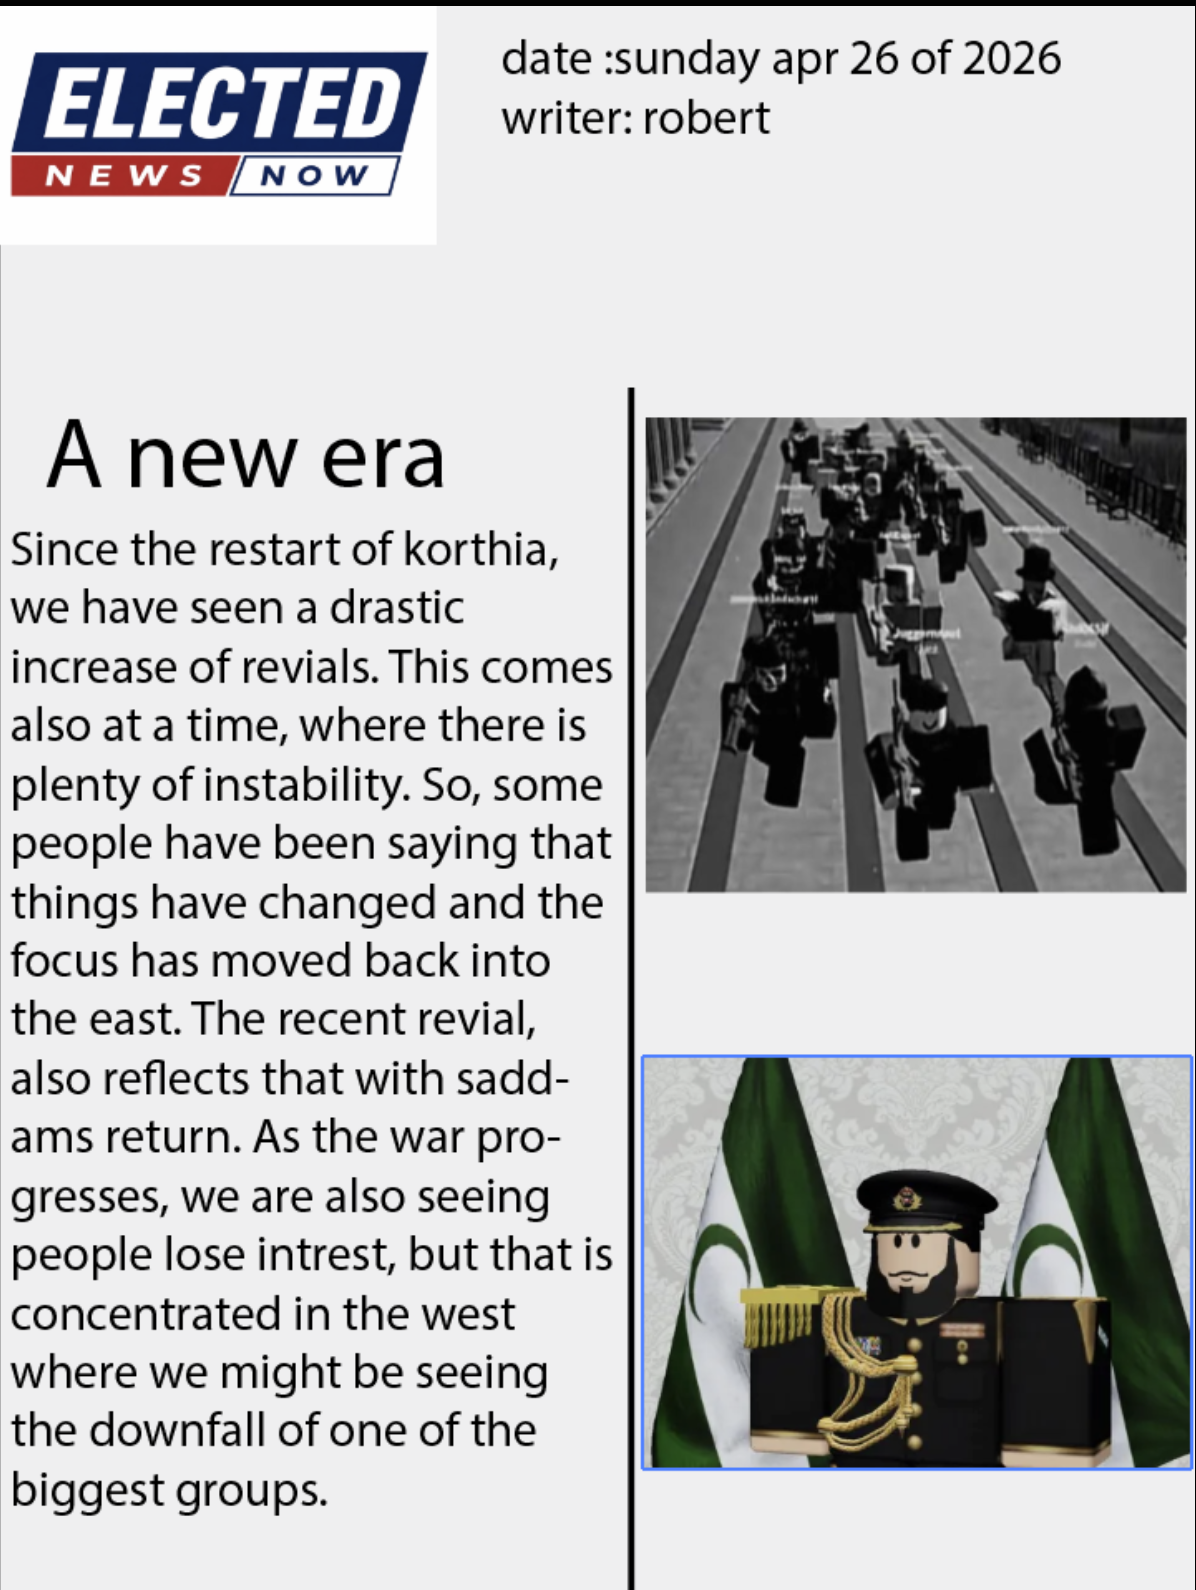 ELECTED
NEWS NOW
date :sunday apr 26 of 2026
writer: robert
A new era
Since the restart of korthia,
we have seen a drastic
increase of revials. This comes
also at a time, where there is
plenty of instability. So, some
people have been saying that
things have changed and the
focus has moved back into
the east. The recent revial,
also reflects that with sadd-
ams return. As the war pro-
gresses, we are also seeing
people lose intrest, but that is
concentrated in the west
where we might be seeing
the downfall of one of the
biggest groups.
Juggernaut